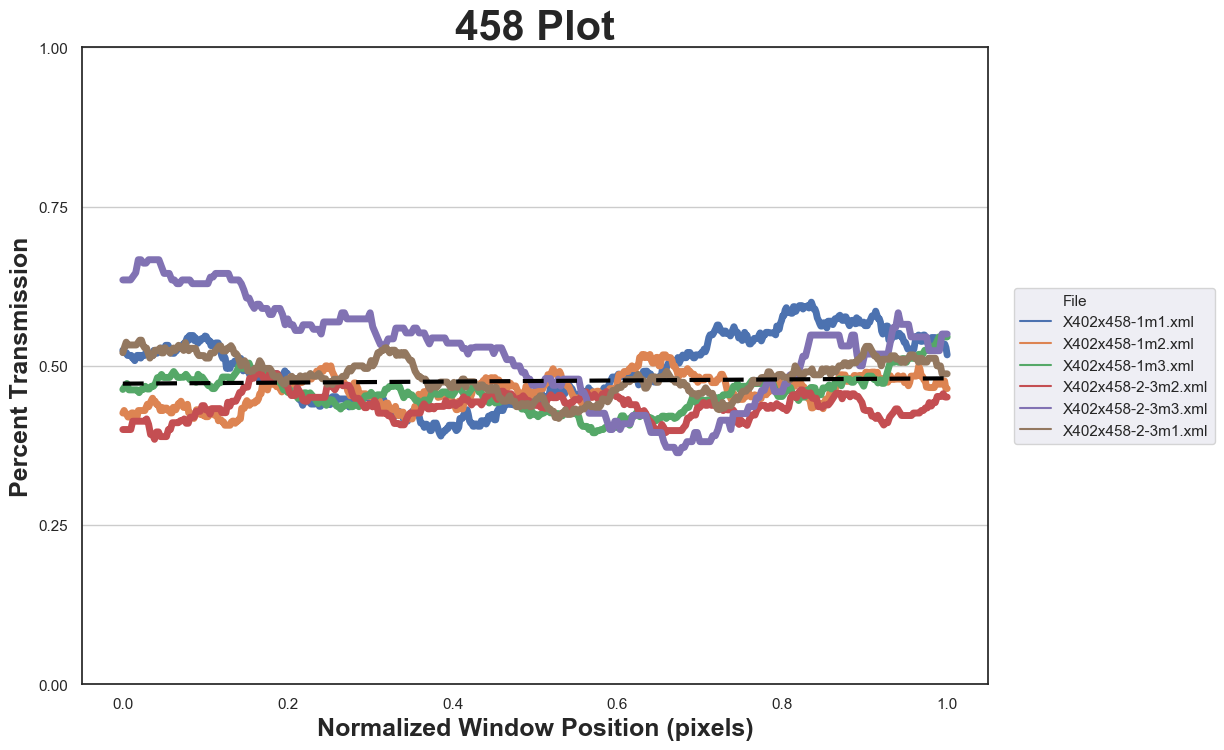 458 Plot
1.00
0.75
0.50
0.25
0.00
Percent Transmission
0.0 0.2 0.4 0.6 0.8 1.0
Normalized Window Position (pixels)
File
X402x458-1m1.xml
X402x458-1m2.xml
X402x458-1m3.xml
X402x458-2-3m2.xml
X402x458-2-3m3.xml
X402x458-2-3m1.xml